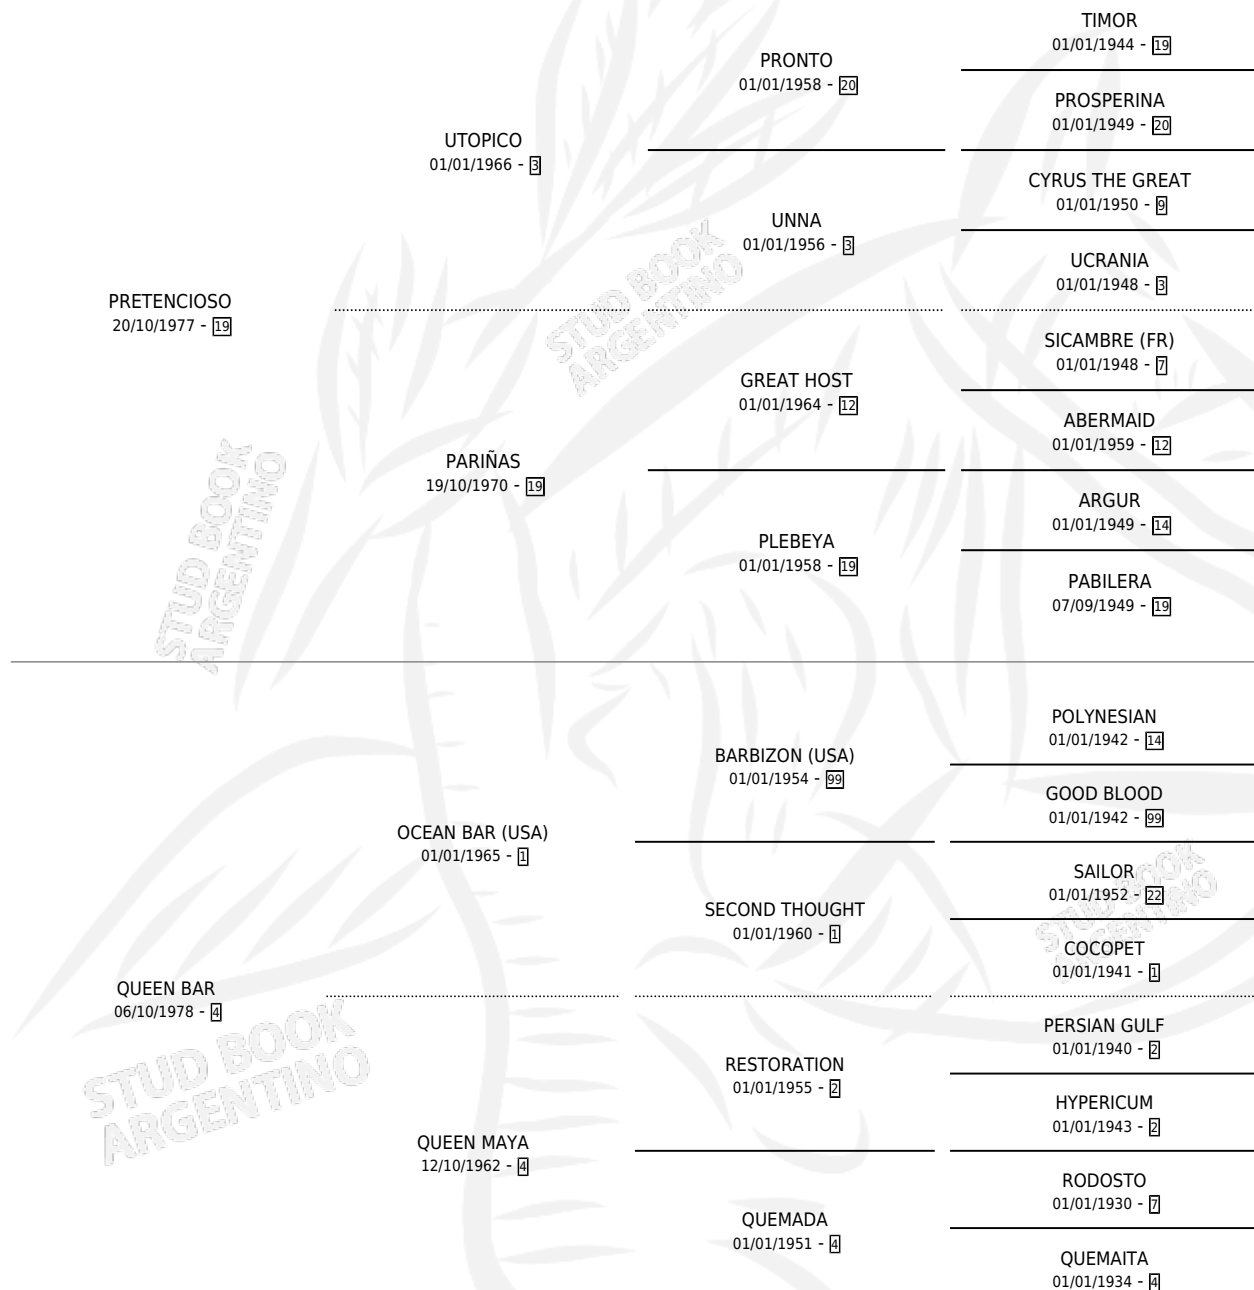 TIMOR
01/01/1944 - 19
PRONTO
01/01/1958 - 20
PROSPERINA
01/01/1949 - 20
UTOPICO
01/01/1966 - 3
CYRUS THE GREAT
01/01/1950 - 9
UNNA
01/01/1956 - 3
UCRANIA
01/01/1948 - 3
PRETENCIOSO
20/10/1977 - 19
SICAMBRE (FR)
01/01/1948 - 7
GREAT HOST
01/01/1964 - 12
ABERMAID
01/01/1959 - 12
PARIÑAS
19/10/1970 - 19
ARGUR
01/01/1949 - 14
PLEBEYA
01/01/1958 - 19
PABILERA
07/09/1949 - 19
POLYNESIAN
01/01/1942 - 14
BARBIZON (USA)
01/01/1954 - 99
GOOD BLOOD
01/01/1942 - 99
OCEAN BAR (USA)
01/01/1965 - 1
SAILOR
01/01/1952 - 22
SECOND THOUGHT
01/01/1960 - 1
COCOPET
01/01/1941 - 1
QUEEN BAR
06/10/1978 - 4
PERSIAN GULF
01/01/1940 - 2
RESTORATION
01/01/1955 - 2
HYPERICUM
01/01/1943 - 2
QUEEN MAYA
12/10/1962 - 4
RODOSTO
01/01/1930 - 7
QUEMADA
01/01/1951 - 4
QUEMAITA
01/01/1934 - 4
STUD BOOK
ARGENTINO
STUD BOOK
ARGENTINO
STUD BOOK
ARGENTINO
STUD BOOK
ARGENTINO